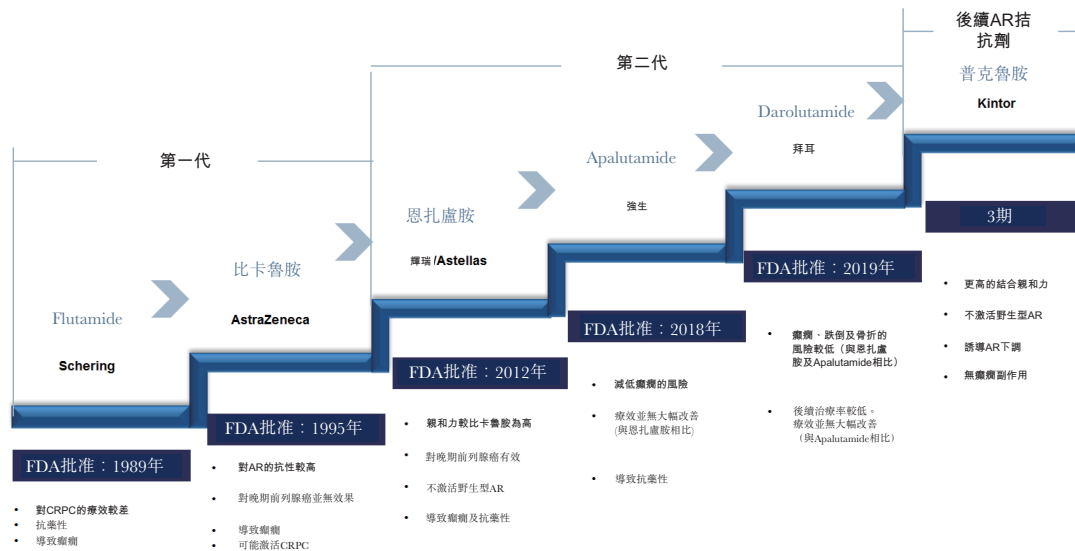 第一代
Flutamide
Schering
FDA批准：1989年
• 對CRPC的療效較差
• 抗藥性
• 導致癲癇
比卡魯胺
AstraZeneca
FDA批准：1995年
• 對AR的抗性較高
• 對晚期前列腺癌並無效果
• 導致癲癇
• 可能激活CRPC
第二代
恩扎盧胺
輝瑞/Astellas
FDA批准：2012年
• 親和力較比卡魯胺為高
• 對晚期前列腺癌有效
• 不激活野生型AR
• 導致癲癇及抗藥性
Apalutamide
強生
FDA批准：2018年
• 減低癲癇的風險
• 療效並無大幅改善
(與恩扎盧胺相比)
• 導致抗藥性
Darolutamide
拜耳
FDA批准：2019年
• 癲癇、跌倒及骨折的
風險較低（與恩扎盧
胺及Apalutamide相比）
• 後續治療率較低。
療效並無大幅改善
（與Apalutamide相比）
後續AR拮
抗劑
普克魯胺
Kintor
3期
• 更高的結合親和力
• 不激活野生型AR
• 誘導AR下調
• 無癲癇副作用